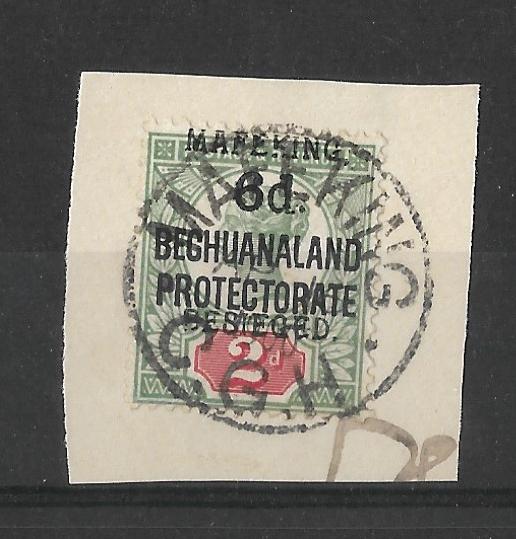 MAFEKING,
6d.
BECHUANALAND
PROTECTORATE
BESIEGED.
2d
MAFEKING
C.G.H